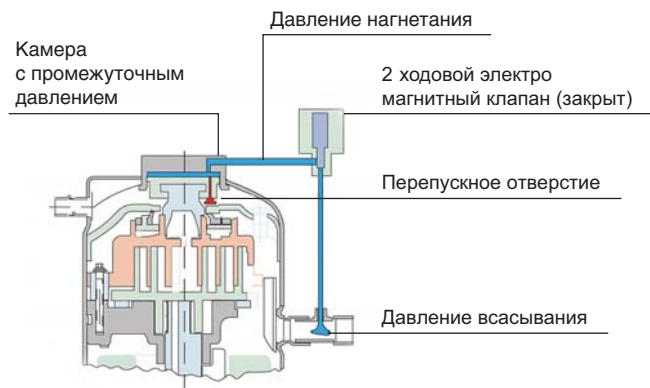 Давление нагнетания
Камера
с промежуточным
давлением
2 ходовой электро
магнитный клапан (закрыт)
Перепускное отверстие
Давление всасывания